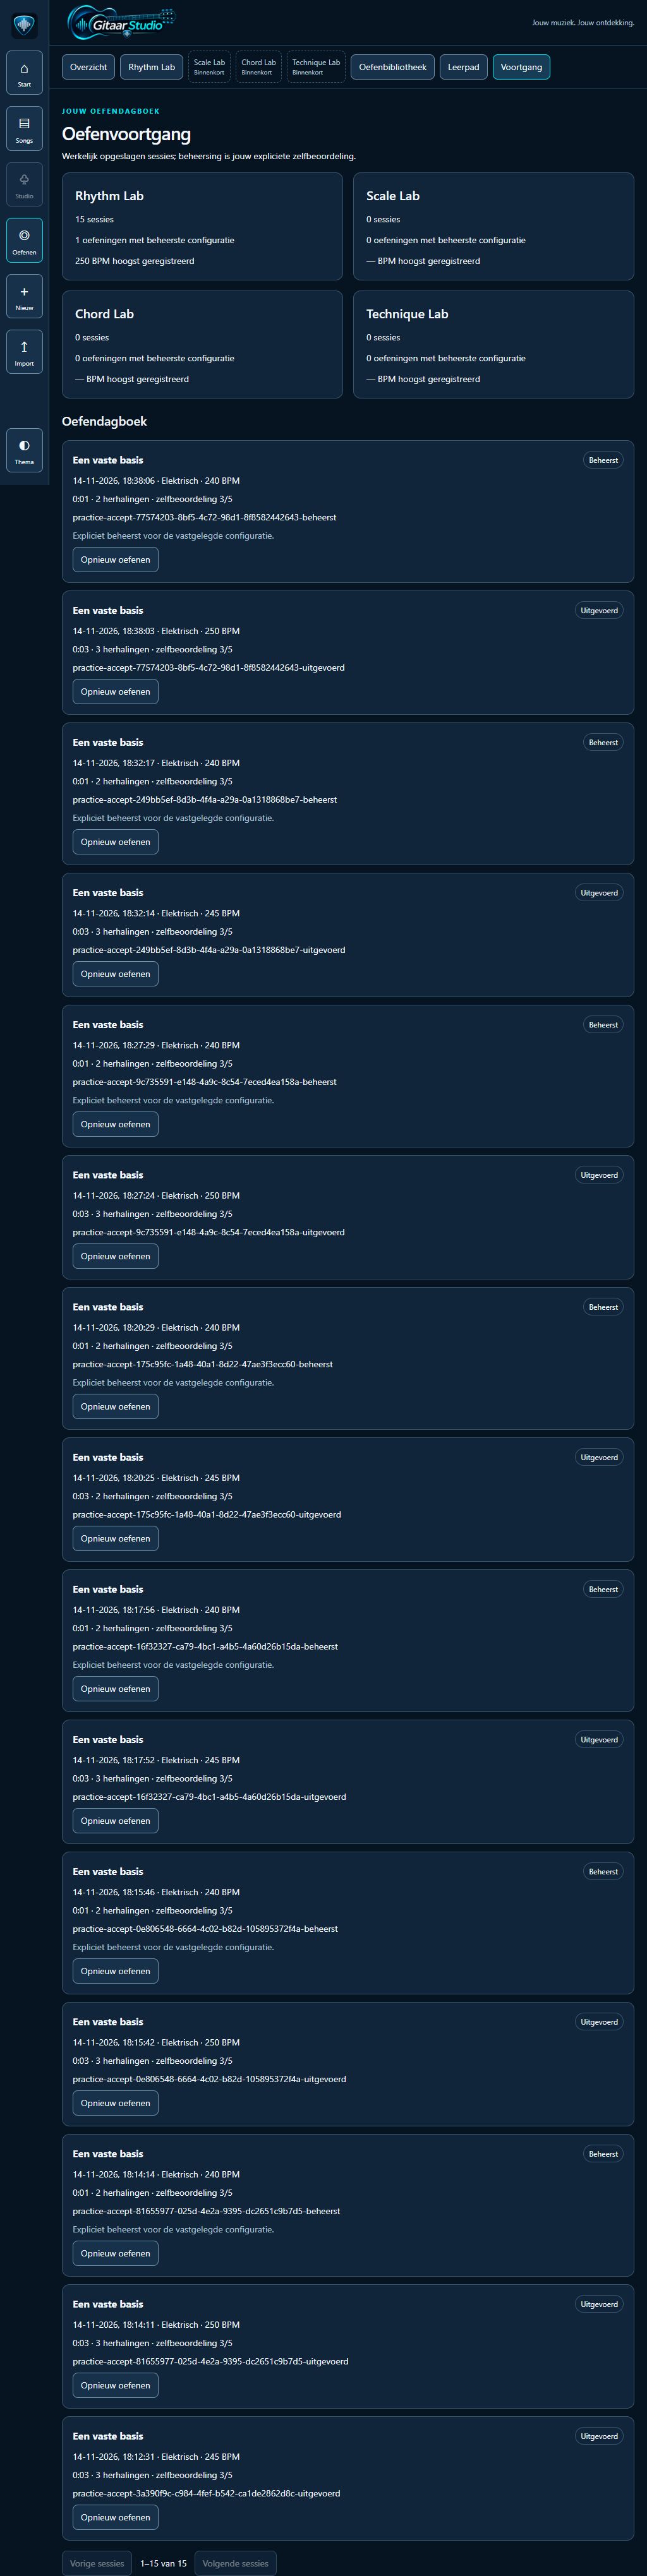 GitaarStudio
Jouw muziek. Jouw ontdekking.
Start
Songs
Studio
Oefenen
Nieuw
Import
Thema
Overzicht
Rhythm Lab
Scale Lab
Binnenkort
Chord Lab
Binnenkort
Technique Lab
Binnenkort
Oefenbibliotheek
Leerpad
Voortgang
JOUW OEFENDAGBOEK
Oefenvoortgang
Werkelijk opgeslagen sessies; beheersing is jouw expliciete zelfbeoordeling.
Rhythm Lab
15 sessies
1 oefeningen met beheerste configuratie
250 BPM hoogst geregistreerd
Scale Lab
0 sessies
0 oefeningen met beheerste configuratie
— BPM hoogst geregistreerd
Chord Lab
0 sessies
0 oefeningen met beheerste configuratie
— BPM hoogst geregistreerd
Technique Lab
0 sessies
0 oefeningen met beheerste configuratie
— BPM hoogst geregistreerd
Oefendagboek
Een vaste basis
Beheerst
14-11-2026, 18:38:06 · Elektrisch · 240 BPM
0:01 · 2 herhalingen · zelfbeoordeling 3/5
practice-accept-77574203-8bf5-4c72-98d1-8f8582442643-beheerst
Expliciet beheerst voor de vastgelegde configuratie.
Opnieuw oefenen
Een vaste basis
Uitgevoerd
14-11-2026, 18:38:03 · Elektrisch · 250 BPM
0:03 · 3 herhalingen · zelfbeoordeling 3/5
practice-accept-77574203-8bf5-4c72-98d1-8f8582442643-uitgevoerd
Opnieuw oefenen
Een vaste basis
Beheerst
14-11-2026, 18:32:17 · Elektrisch · 240 BPM
0:01 · 2 herhalingen · zelfbeoordeling 3/5
practice-accept-249bb5ef-8d3b-4f4a-a29a-0a1318868be7-beheerst
Expliciet beheerst voor de vastgelegde configuratie.
Opnieuw oefenen
Een vaste basis
Uitgevoerd
14-11-2026, 18:32:14 · Elektrisch · 245 BPM
0:03 · 3 herhalingen · zelfbeoordeling 3/5
practice-accept-249bb5ef-8d3b-4f4a-a29a-0a1318868be7-uitgevoerd
Opnieuw oefenen
Een vaste basis
Beheerst
14-11-2026, 18:27:29 · Elektrisch · 240 BPM
0:01 · 2 herhalingen · zelfbeoordeling 3/5
practice-accept-9c735591-e148-4a9c-8c54-7eced4ea158a-beheerst
Expliciet beheerst voor de vastgelegde configuratie.
Opnieuw oefenen
Een vaste basis
Uitgevoerd
14-11-2026, 18:27:24 · Elektrisch · 250 BPM
0:03 · 3 herhalingen · zelfbeoordeling 3/5
practice-accept-9c735591-e148-4a9c-8c54-7eced4ea158a-uitgevoerd
Opnieuw oefenen
Een vaste basis
Beheerst
14-11-2026, 18:20:29 · Elektrisch · 240 BPM
0:01 · 2 herhalingen · zelfbeoordeling 3/5
practice-accept-175c95fc-1a48-40a1-8d22-47ae3f3ecc60-beheerst
Expliciet beheerst voor de vastgelegde configuratie.
Opnieuw oefenen
Een vaste basis
Uitgevoerd
14-11-2026, 18:20:25 · Elektrisch · 245 BPM
0:03 · 2 herhalingen · zelfbeoordeling 3/5
practice-accept-175c95fc-1a48-40a1-8d22-47ae3f3ecc60-uitgevoerd
Opnieuw oefenen
Een vaste basis
Beheerst
14-11-2026, 18:17:56 · Elektrisch · 240 BPM
0:01 · 2 herhalingen · zelfbeoordeling 3/5
practice-accept-16f32327-ca79-4bc1-a4b5-4a60d26b15da-beheerst
Expliciet beheerst voor de vastgelegde configuratie.
Opnieuw oefenen
Een vaste basis
Uitgevoerd
14-11-2026, 18:17:52 · Elektrisch · 245 BPM
0:03 · 3 herhalingen · zelfbeoordeling 3/5
practice-accept-16f32327-ca79-4bc1-a4b5-4a60d26b15da-uitgevoerd
Opnieuw oefenen
Een vaste basis
Beheerst
14-11-2026, 18:15:46 · Elektrisch · 240 BPM
0:01 · 2 herhalingen · zelfbeoordeling 3/5
practice-accept-0e806548-6664-4c02-b82d-105895372f4a-beheerst
Expliciet beheerst voor de vastgelegde configuratie.
Opnieuw oefenen
Een vaste basis
Uitgevoerd
14-11-2026, 18:15:42 · Elektrisch · 250 BPM
0:03 · 3 herhalingen · zelfbeoordeling 3/5
practice-accept-0e806548-6664-4c02-b82d-105895372f4a-uitgevoerd
Opnieuw oefenen
Een vaste basis
Beheerst
14-11-2026, 18:14:14 · Elektrisch · 240 BPM
0:01 · 2 herhalingen · zelfbeoordeling 3/5
practice-accept-81655977-025d-4e2a-9395-dc2651c9b7d5-beheerst
Expliciet beheerst voor de vastgelegde configuratie.
Opnieuw oefenen
Een vaste basis
Uitgevoerd
14-11-2026, 18:14:11 · Elektrisch · 250 BPM
0:03 · 3 herhalingen · zelfbeoordeling 3/5
practice-accept-81655977-025d-4e2a-9395-dc2651c9b7d5-uitgevoerd
Opnieuw oefenen
Een vaste basis
Uitgevoerd
14-11-2026, 18:12:31 · Elektrisch · 245 BPM
0:03 · 3 herhalingen · zelfbeoordeling 3/5
practice-accept-3a390f9c-c984-4fef-b542-ca1de2862d8c-uitgevoerd
Opnieuw oefenen
Vorige sessies
1–15 van 15
Volgende sessies